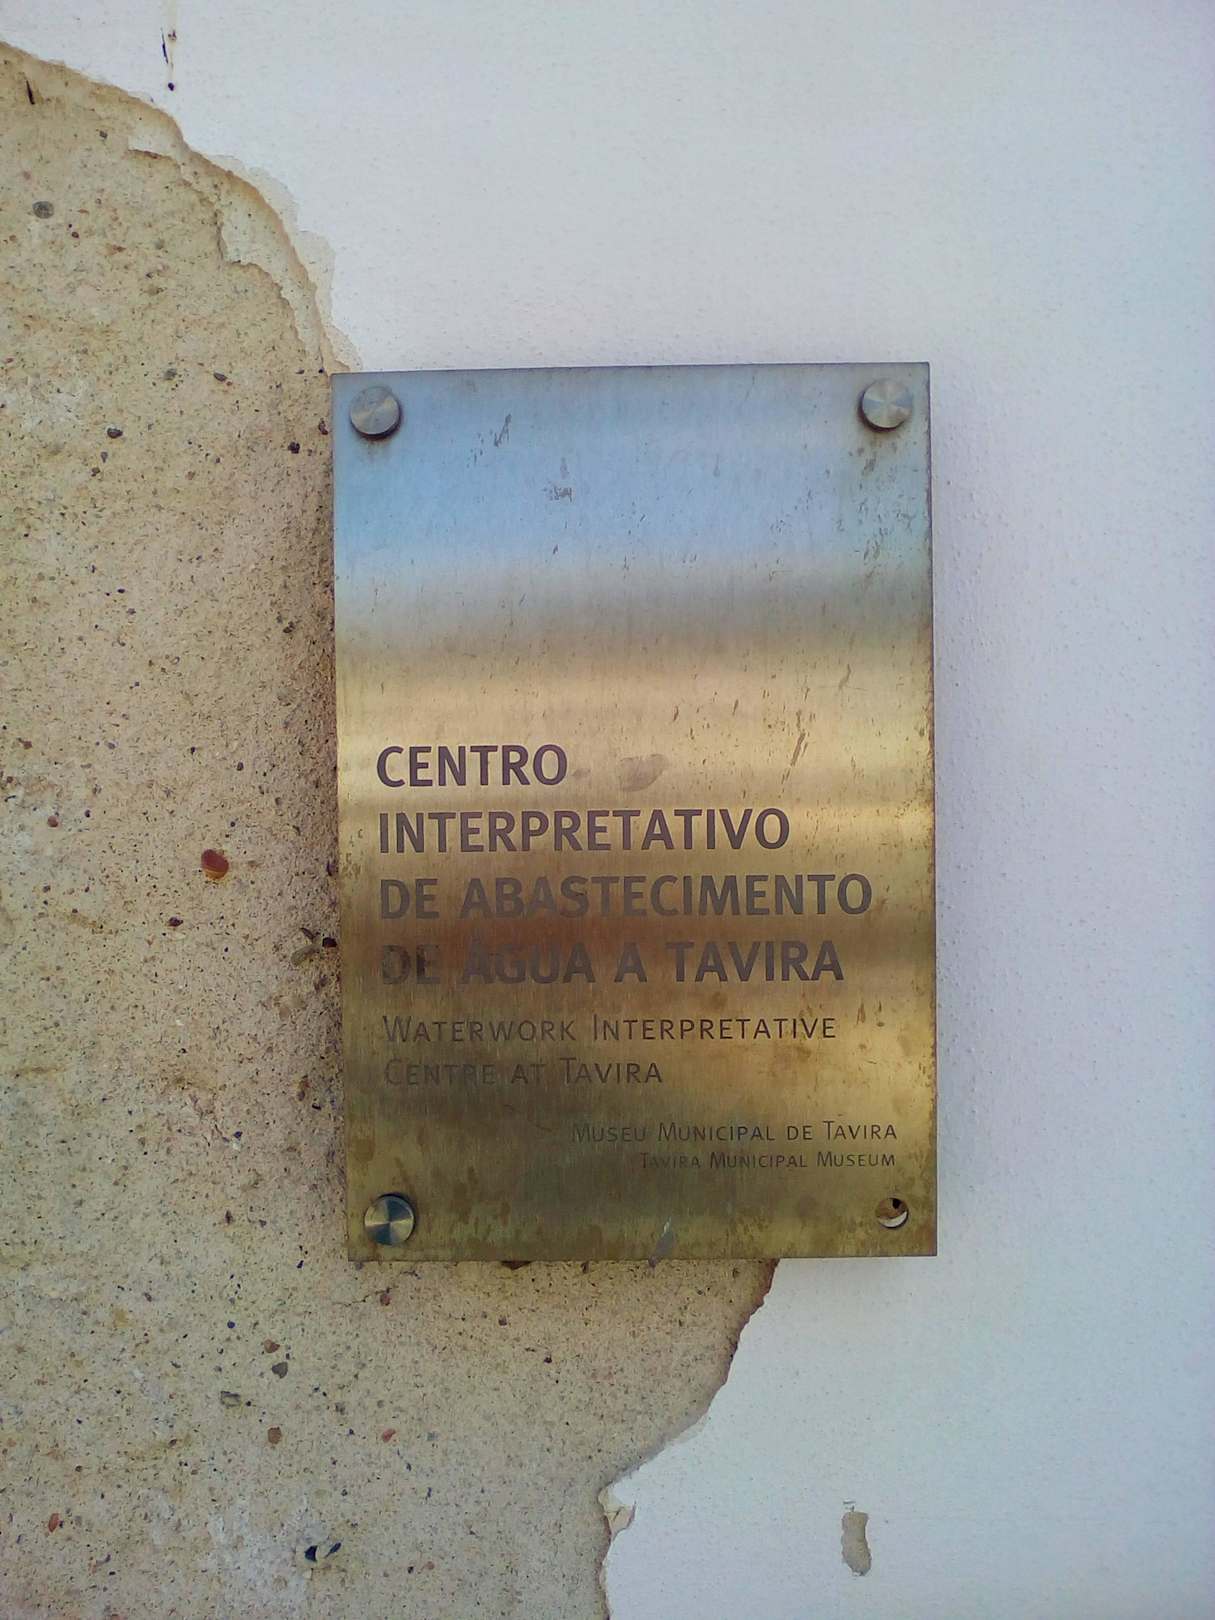 CENTRO
INTERPRETATIVO
DE ABASTECIMENTO
DE ÁGUA A TAVIRA
WATERWORK INTERPRETATIVE
CENTRE AT TAVIRA
MUSEU MUNICIPAL DE TAVIRA
TAVIRA MUNICIPAL MUSEUM